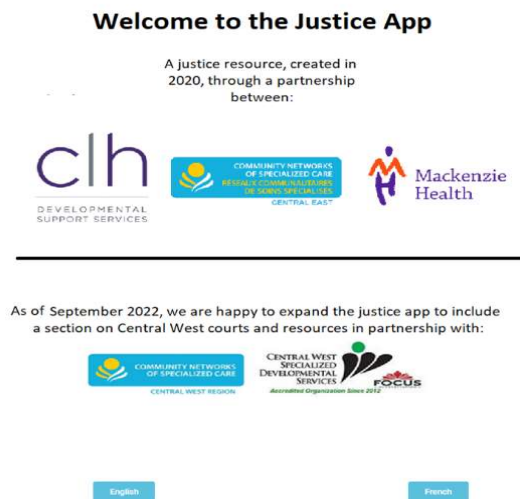 Welcome to the Justice App
A justice resource, created in
2020, through a partnership
between:
clh
DEVELOPMENTAL
SUPPORT SERVICES
COMMUNITY NETWORKS
OF SPECIALIZED CARE
RÉSEAUX COMMUNAUTAIRES
DE SOINS SPÉCIALISÉS
CENTRAL EAST
Mackenzie
Health
As of September 2022, we are happy to expand the justice app to include
a section on Central West courts and resources in partnership with:
COMMUNITY NETWORKS
OF SPECIALIZED CARE
CENTRAL WEST REGION
CENTRAL WEST
SPECIALIZED
DEVELOPMENTAL
SERVICES
Accredited Organization Since 2012
FOCUS
English
French